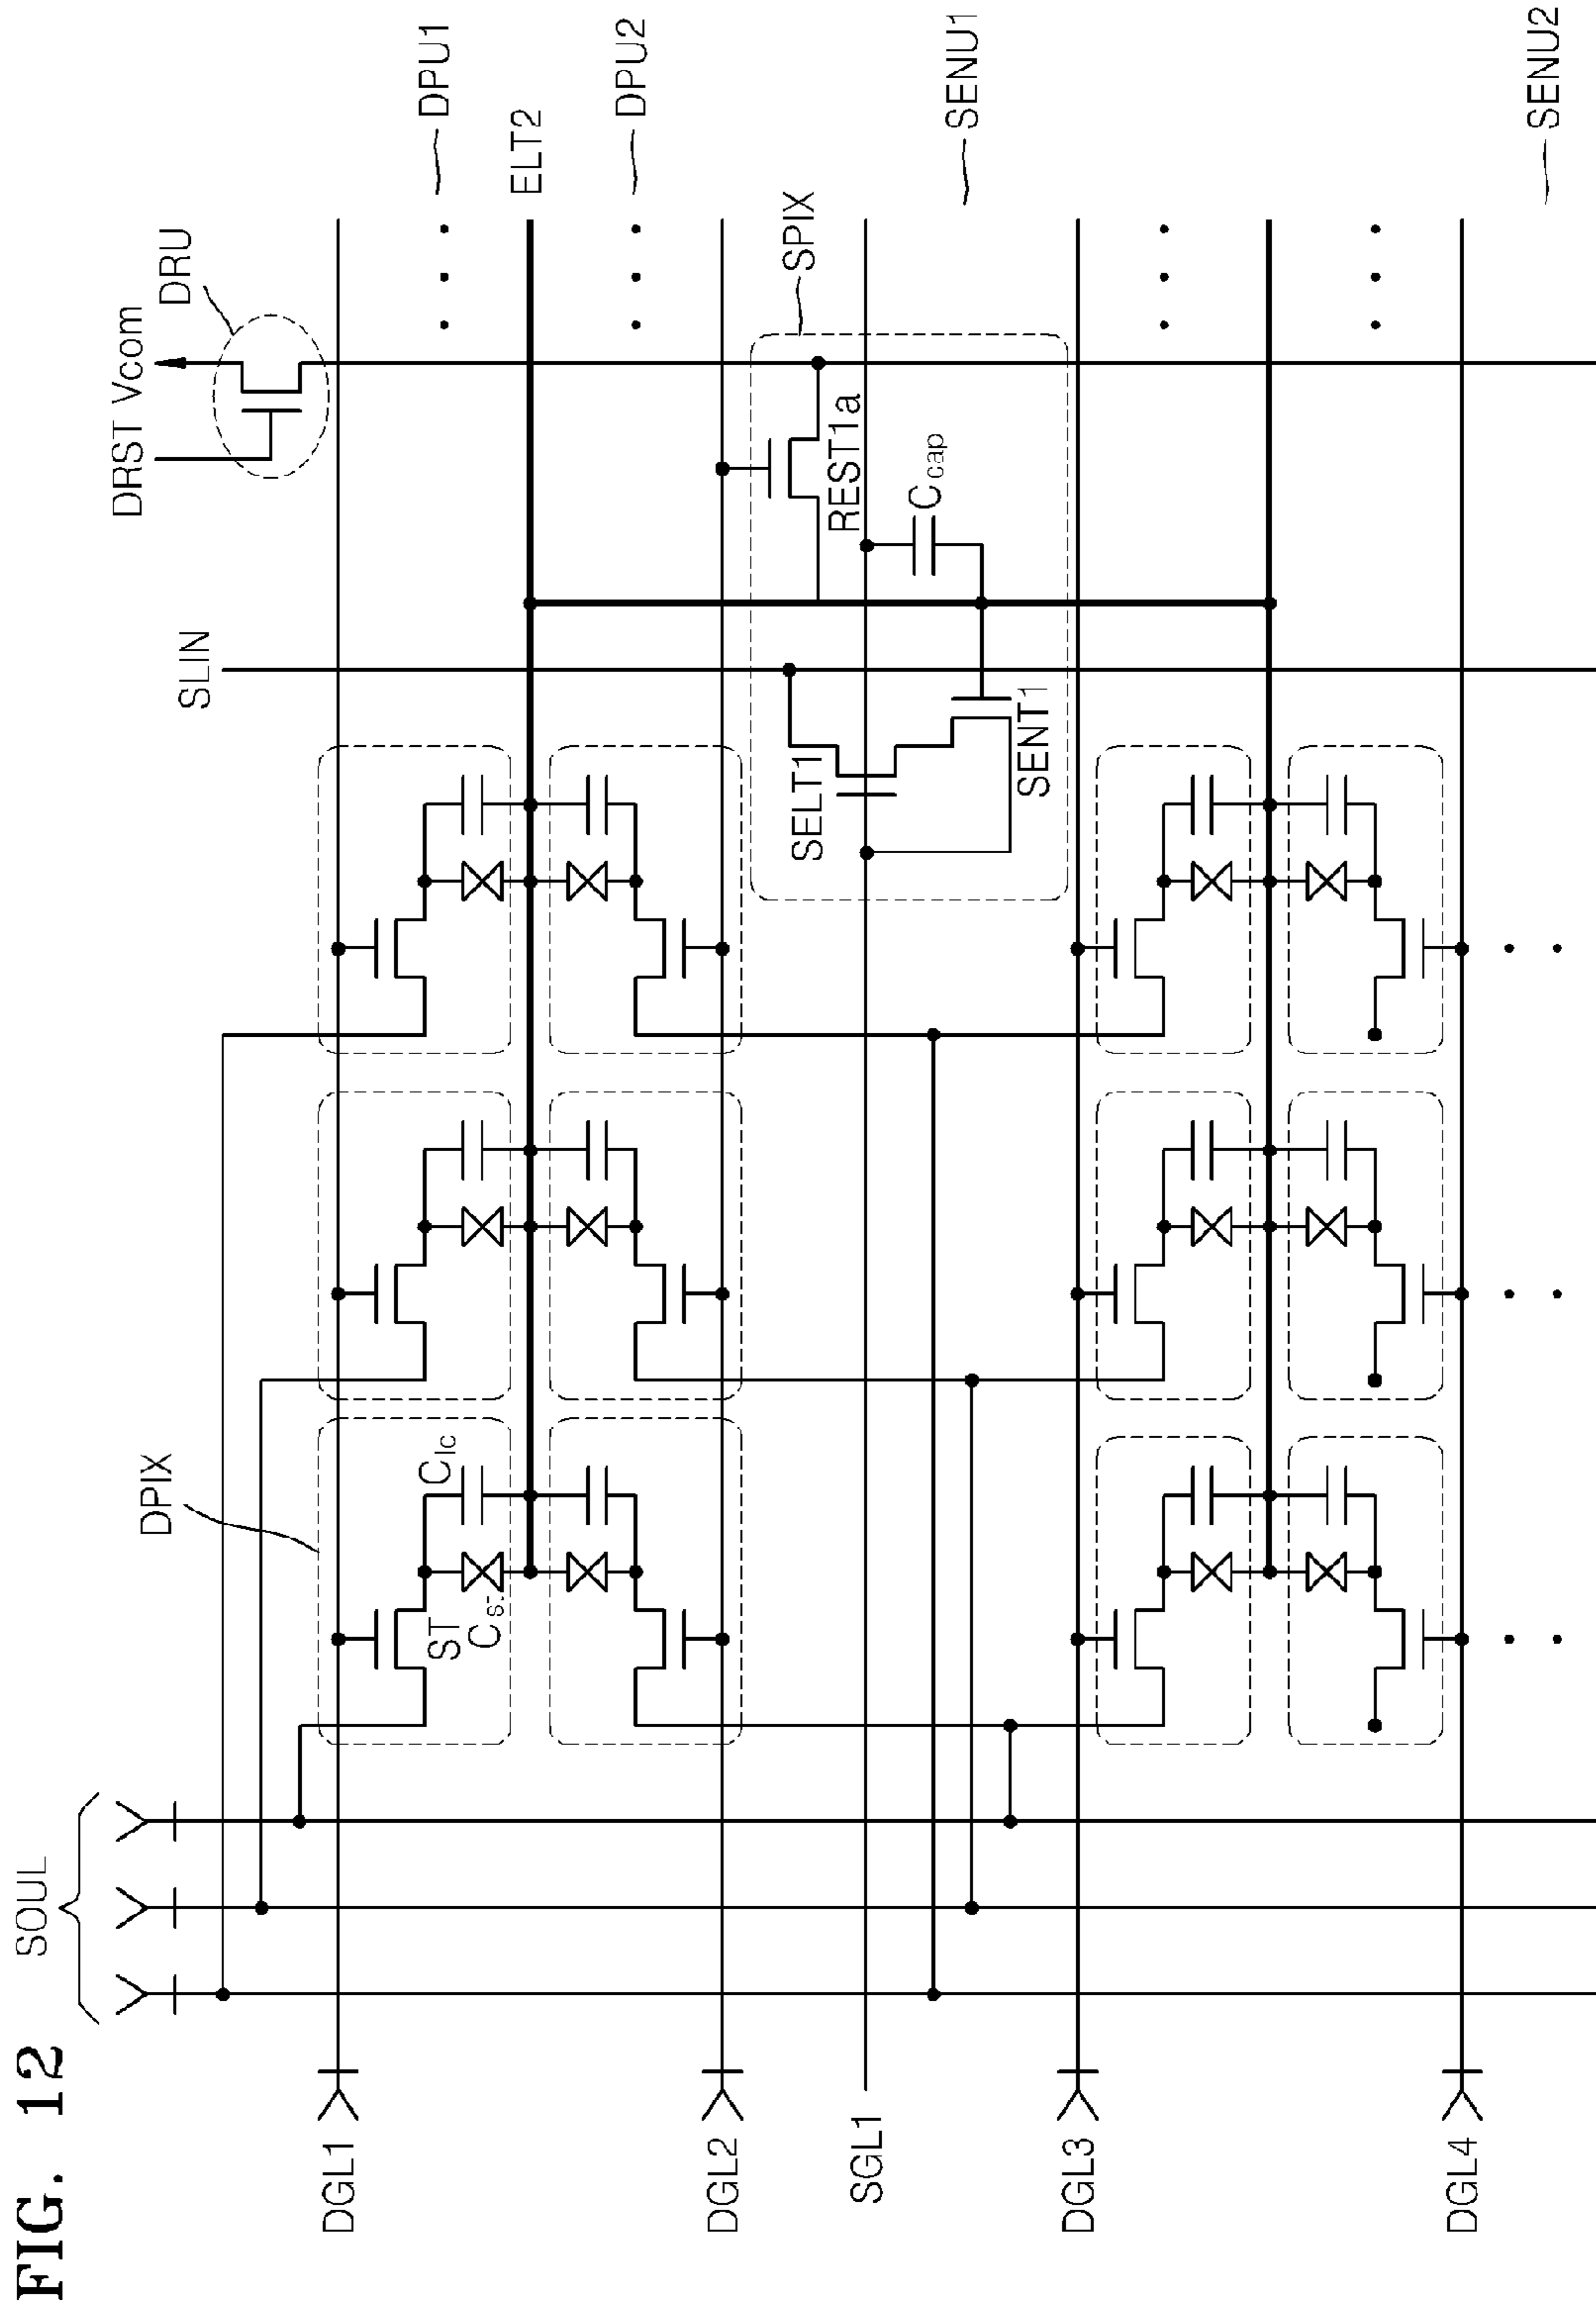 FIG. 12
SOUL
DPIX
SLIN
DRST Vcom
DRU
DGL1
ST
Cst
Clc
DPU1
ELT2
DPU2
DGL2
SPIX
SELT1
REST1a
SGL1
Ccap
SENT1
SENU1
DGL3
DGL4
SENU2